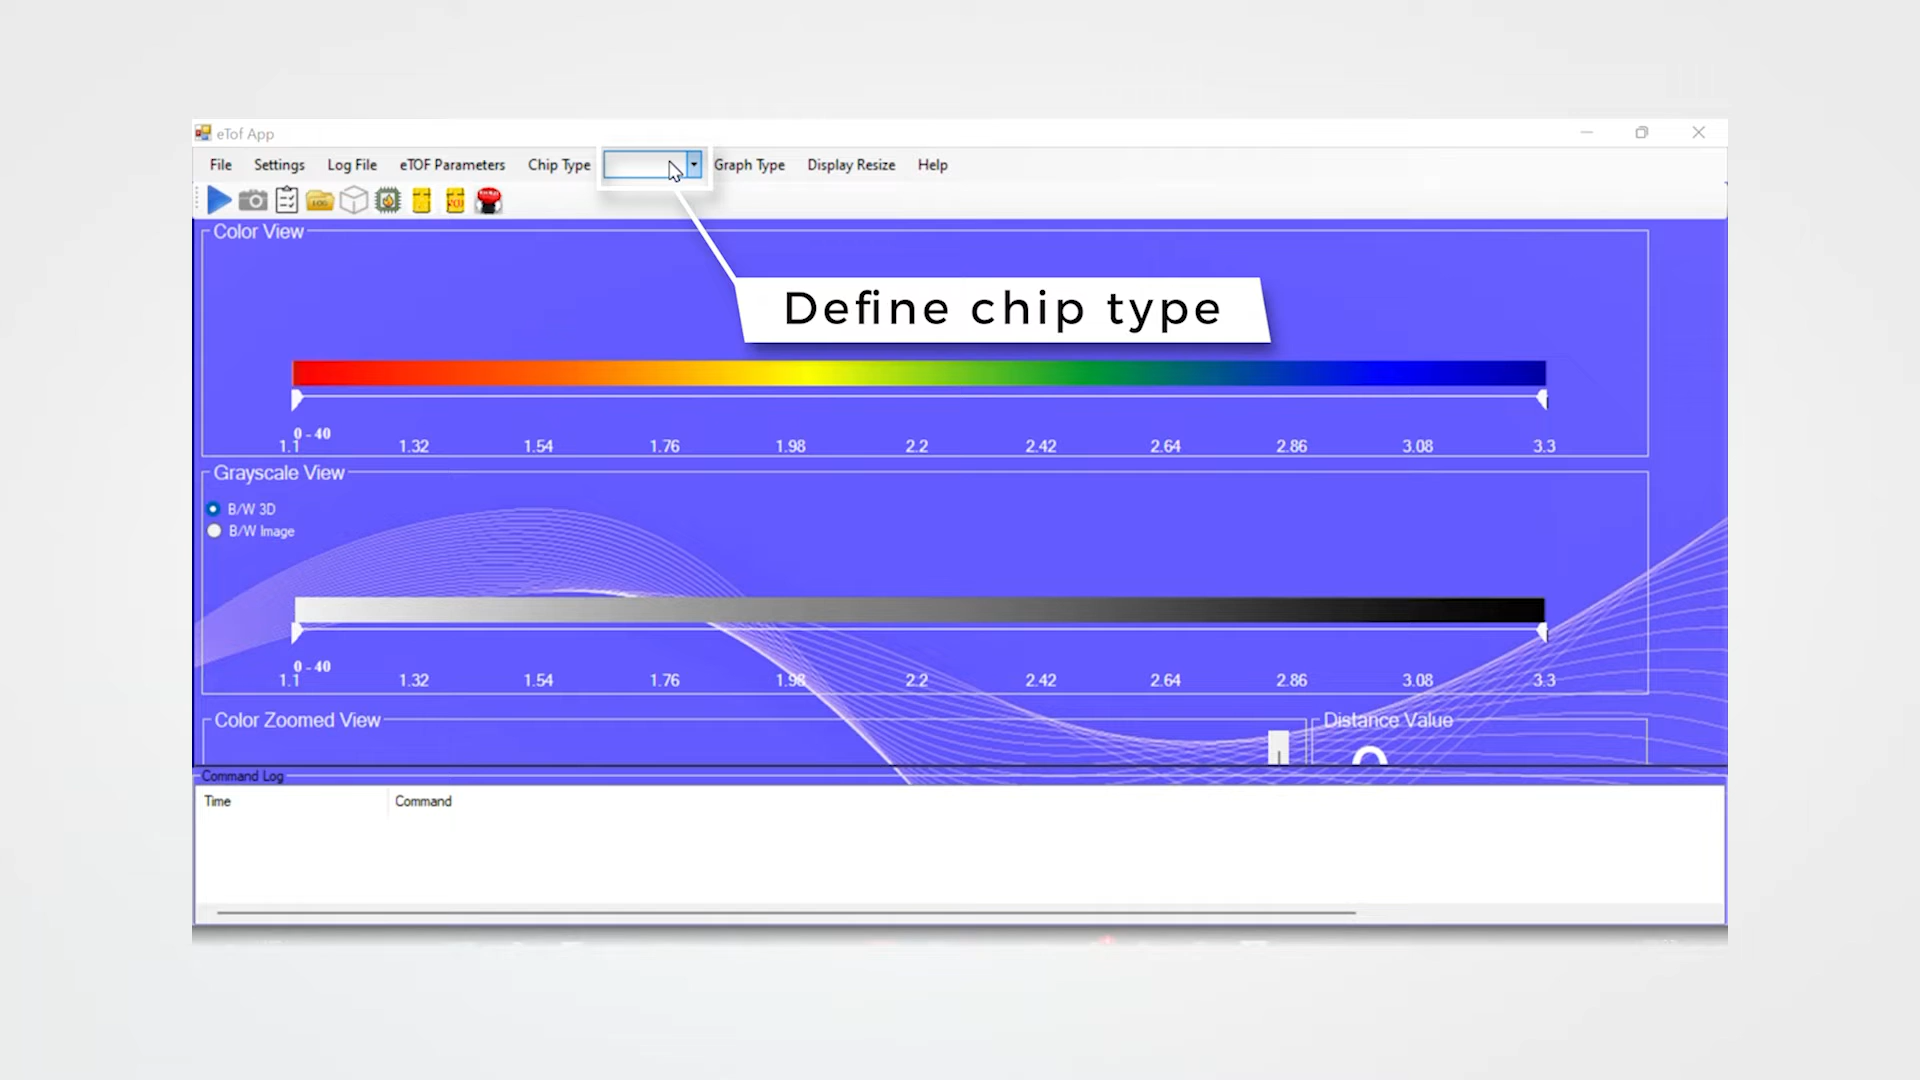 eTof App
File Settings Log File eTOF Parameters Chip Type Graph Type Display Resize Help
LOG
Color View
Define chip type
0 - 40
1.1 1.32 1.54 1.76 1.98 2.2 2.42 2.64 2.86 3.08 3.3
Grayscale View
B/W 3D
B/W Image
0 - 40
1.1 1.32 1.54 1.76 1.98 2.2 2.42 2.64 2.86 3.08 3.3
Color Zoomed View
Distance Value
Command Log
Time Command